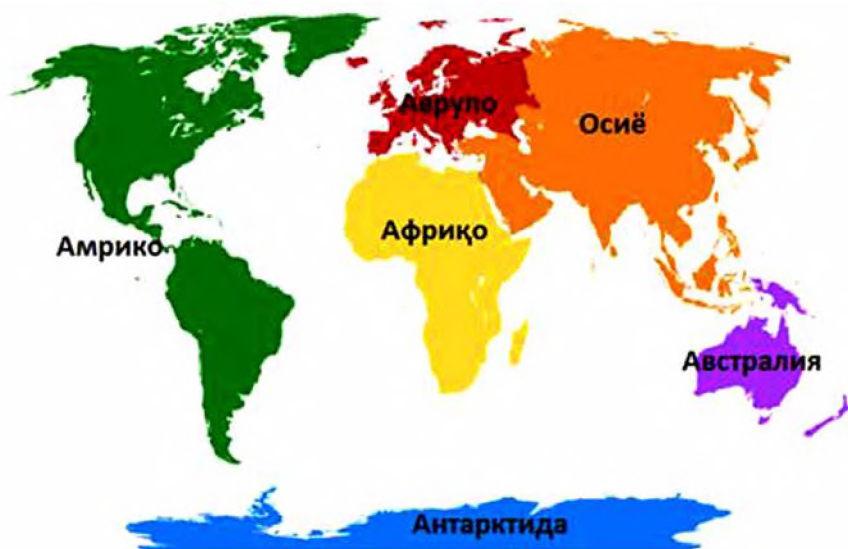 Аврупо
Осиё
Африқо
Амрико
Австралия
Антарктида